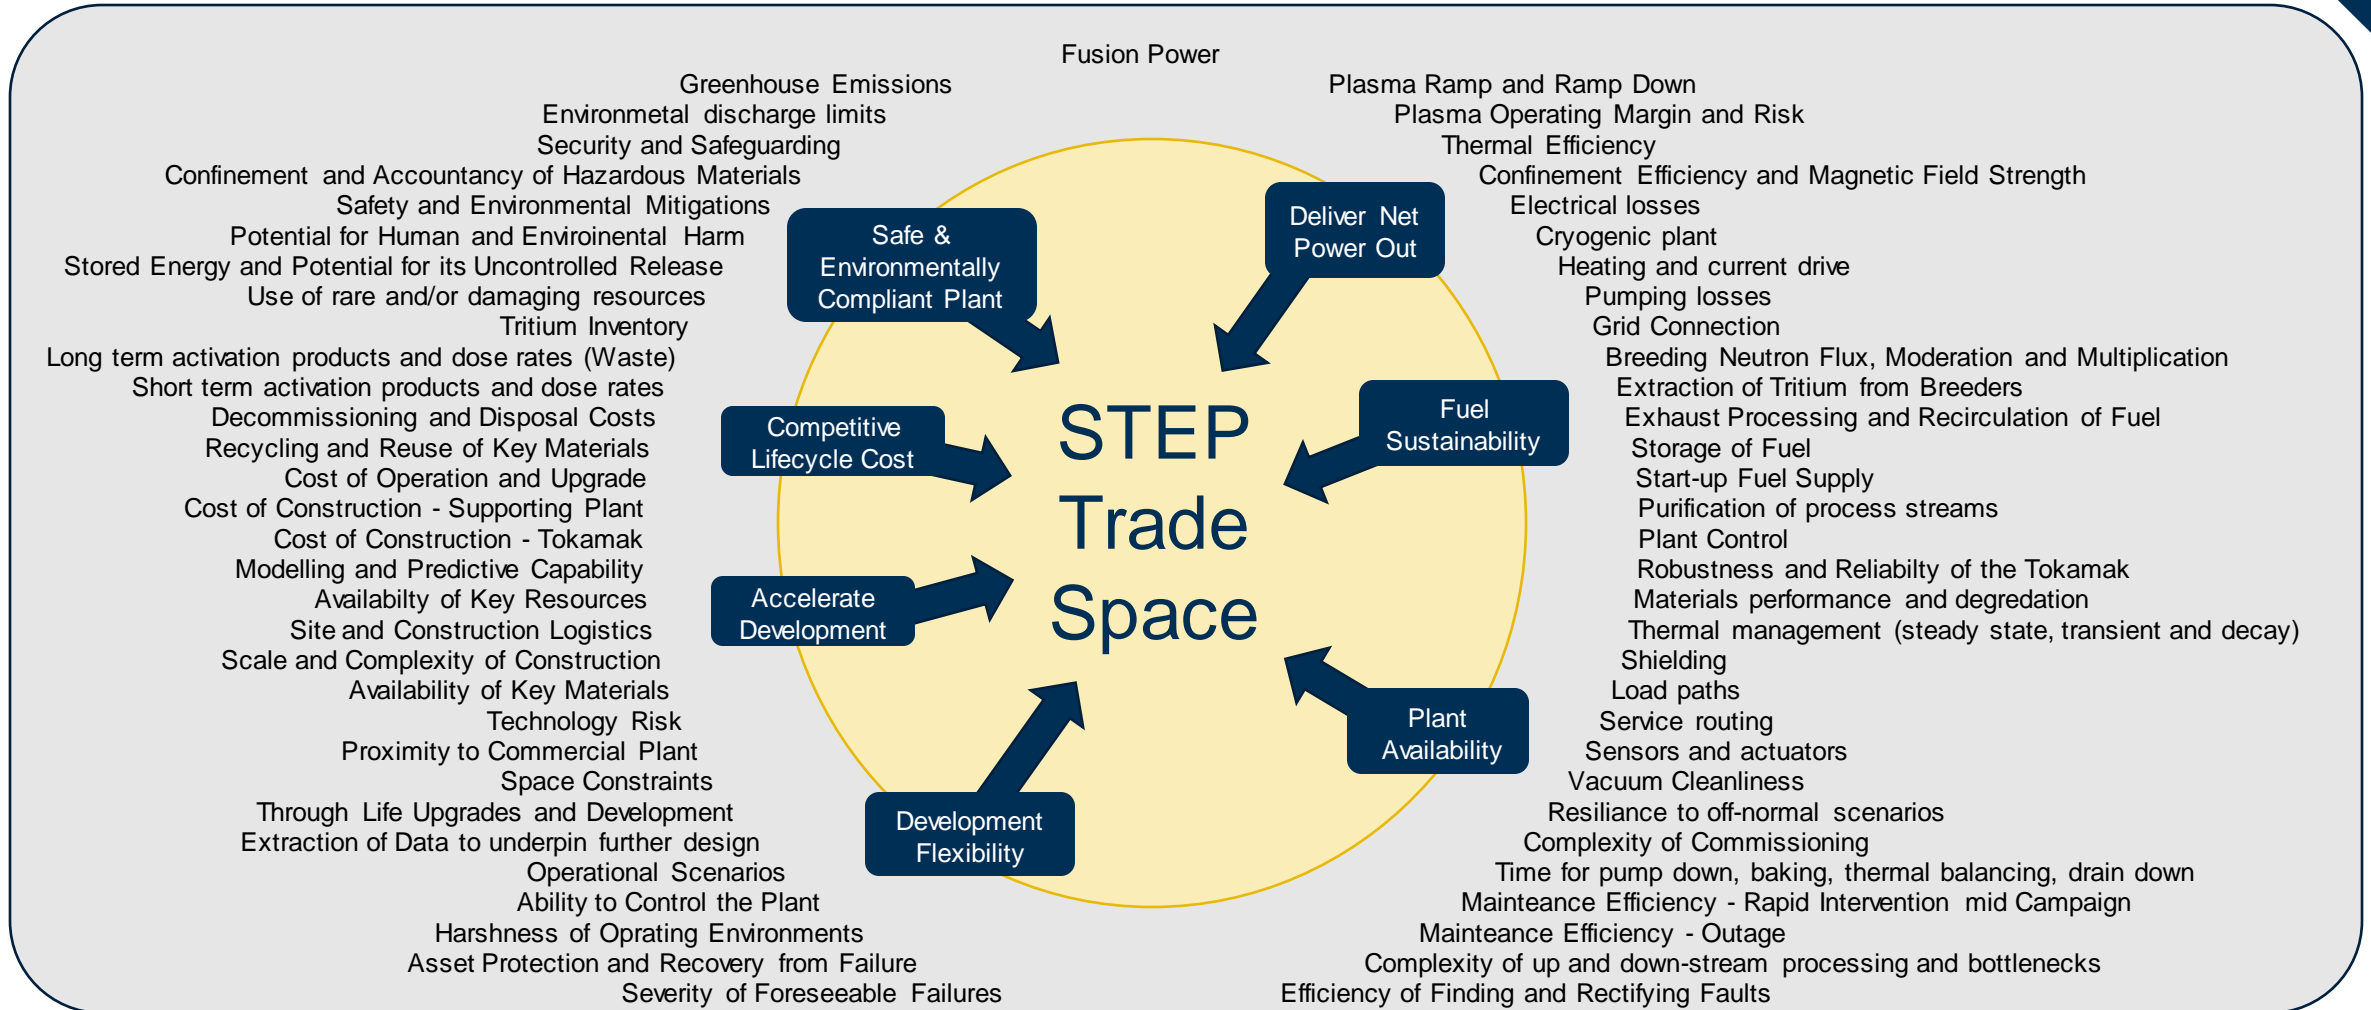 Fusion Power
Greenhouse Emissions
Environmetal discharge limits
Security and Safeguarding
Confinement and Accountancy of Hazardous Materials
Safety and Environmental Mitigations
Potential for Human and Enviroinental Harm
Stored Energy and Potential for its Uncontrolled Release
Use of rare and/or damaging resources
Tritium Inventory
Long term activation products and dose rates (Waste)
Short term activation products and dose rates
Decommissioning and Disposal Costs
Recycling and Reuse of Key Materials
Cost of Operation and Upgrade
Cost of Construction - Supporting Plant
Cost of Construction - Tokamak
Modelling and Predictive Capability
Availabilty of Key Resources
Site and Construction Logistics
Scale and Complexity of Construction
Availability of Key Materials
Technology Risk
Proximity to Commercial Plant
Space Constraints
Through Life Upgrades and Development
Extraction of Data to underpin further design
Operational Scenarios
Ability to Control the Plant
Harshness of Oprating Environments
Asset Protection and Recovery from Failure
Severity of Foreseeable Failures
Safe &
Environmentally
Compliant Plant
Competitive
Lifecycle Cost
Accelerate
Development
Development
Flexibility
STEP
Trade
Space
Deliver Net
Power Out
Fuel
Sustainability
Plant
Availability
Plasma Ramp and Ramp Down
Plasma Operating Margin and Risk
Thermal Efficiency
Confinement Efficiency and Magnetic Field Strength
Electrical losses
Cryogenic plant
Heating and current drive
Pumping losses
Grid Connection
Breeding Neutron Flux, Moderation and Multiplication
Extraction of Tritium from Breeders
Exhaust Processing and Recirculation of Fuel
Storage of Fuel
Start-up Fuel Supply
Purification of process streams
Plant Control
Robustness and Reliabilty of the Tokamak
Materials performance and degredation
Thermal management (steady state, transient and decay)
Shielding
Load paths
Service routing
Sensors and actuators
Vacuum Cleanliness
Resiliance to off-normal scenarios
Complexity of Commissioning
Time for pump down, baking, thermal balancing, drain down
Mainteance Efficiency - Rapid Intervention mid Campaign
Mainteance Efficiency - Outage
Complexity of up and down-stream processing and bottlenecks
Efficiency of Finding and Rectifying Faults